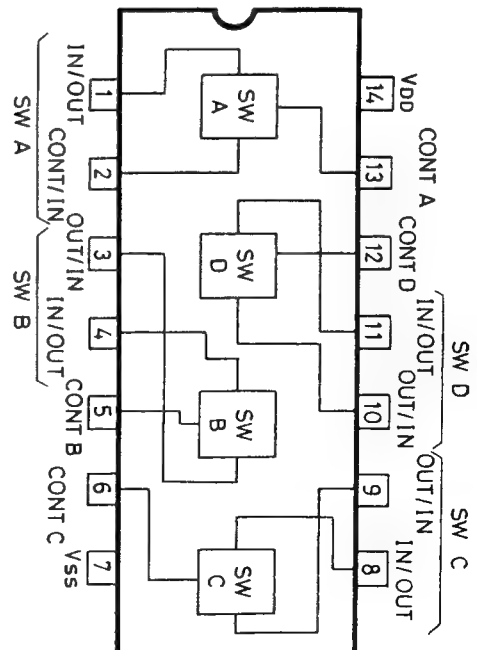 IN/OUT
1
SW A
CONT/IN
2
OUT/IN
3
SW B
IN/OUT
4
CONT B
5
CONT C
6
VSS
7
SW
A
SW
D
SW
B
SW
C
14
VDD
13
CONT A
12
CONT D
11
IN/OUT
SW D
10
OUT/IN
9
OUT/IN
SW C
8
IN/OUT